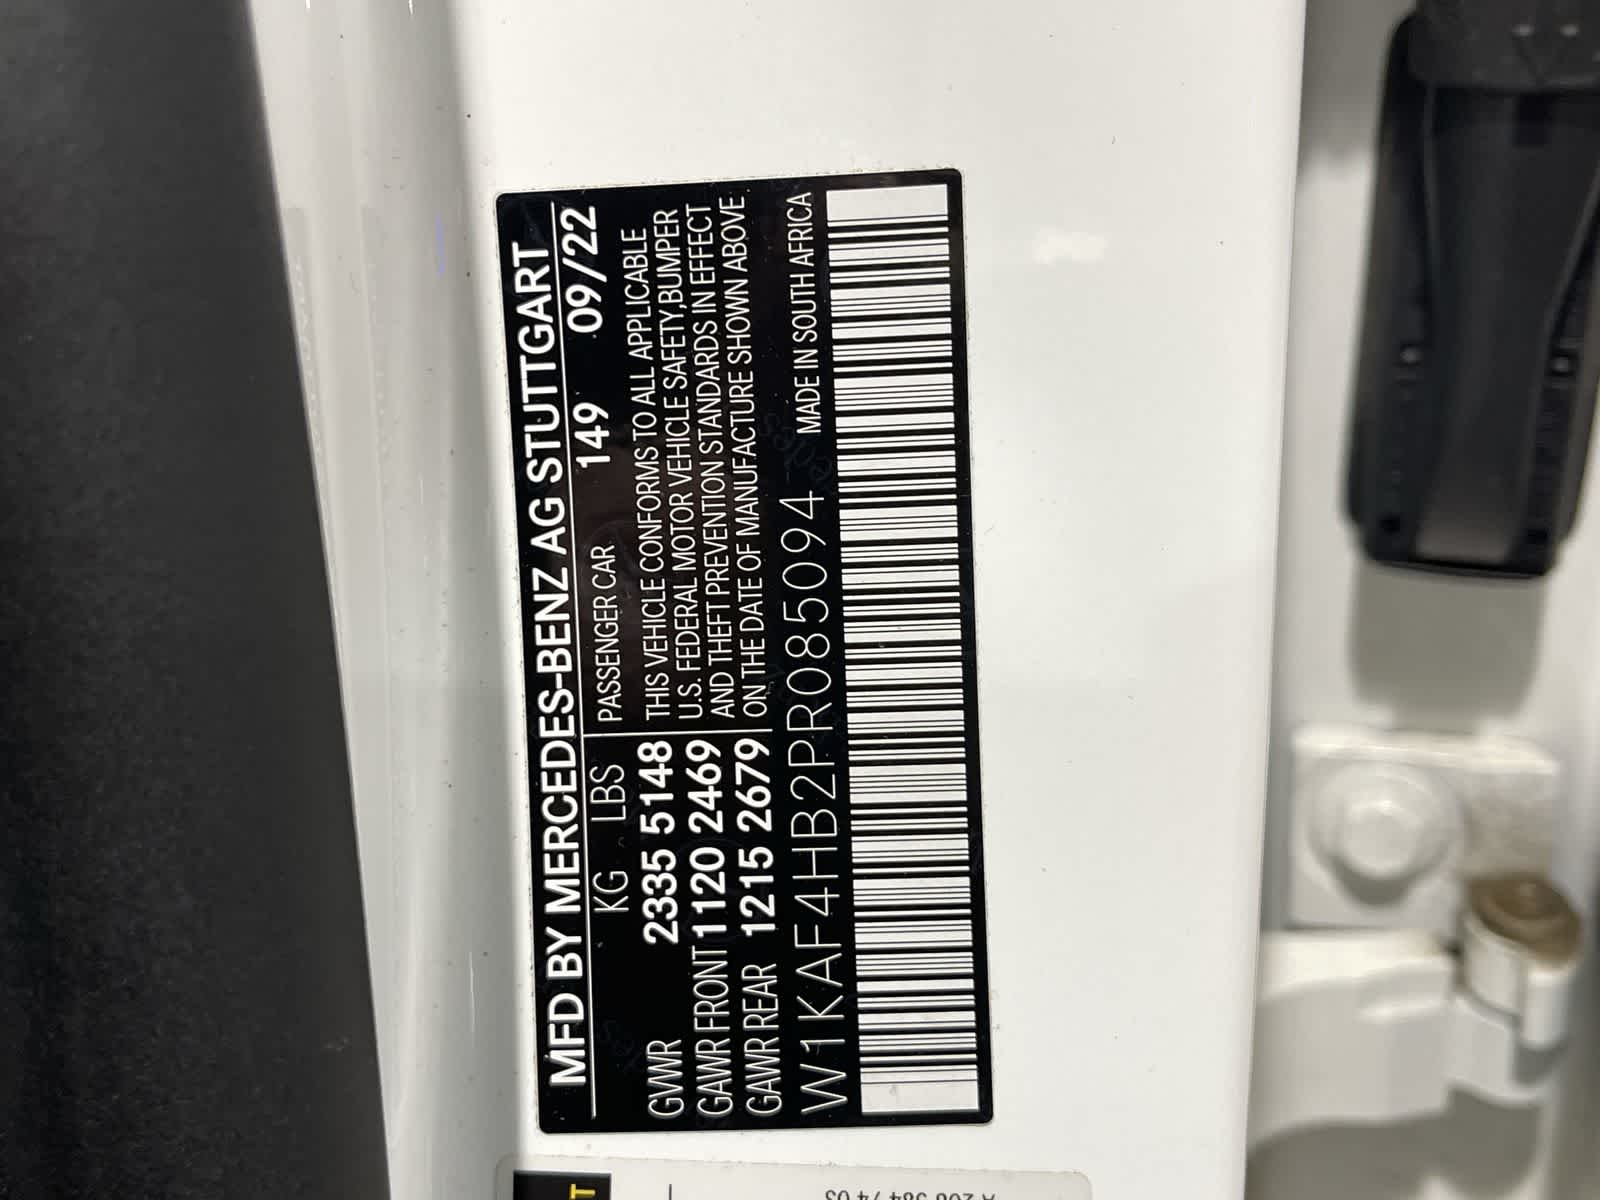 MFD BY MERCEDES-BENZ AG STUTTGART
KG LBS PASSENGER CAR 149 09/22
GVWR 2335 5148 THIS VEHICLE CONFORMS TO ALL APPLICABLE
GAWR FRONT 1120 2469 U.S. FEDERAL MOTOR VEHICLE SAFETY,BUMPER
AND THEFT PREVENTION STANDARDS IN EFFECT
GAWR REAR 1215 2679 ON THE DATE OF MANUFACTURE SHOWN ABOVE
W1KAF4HB2PR085094 MADE IN SOUTH AFRICA